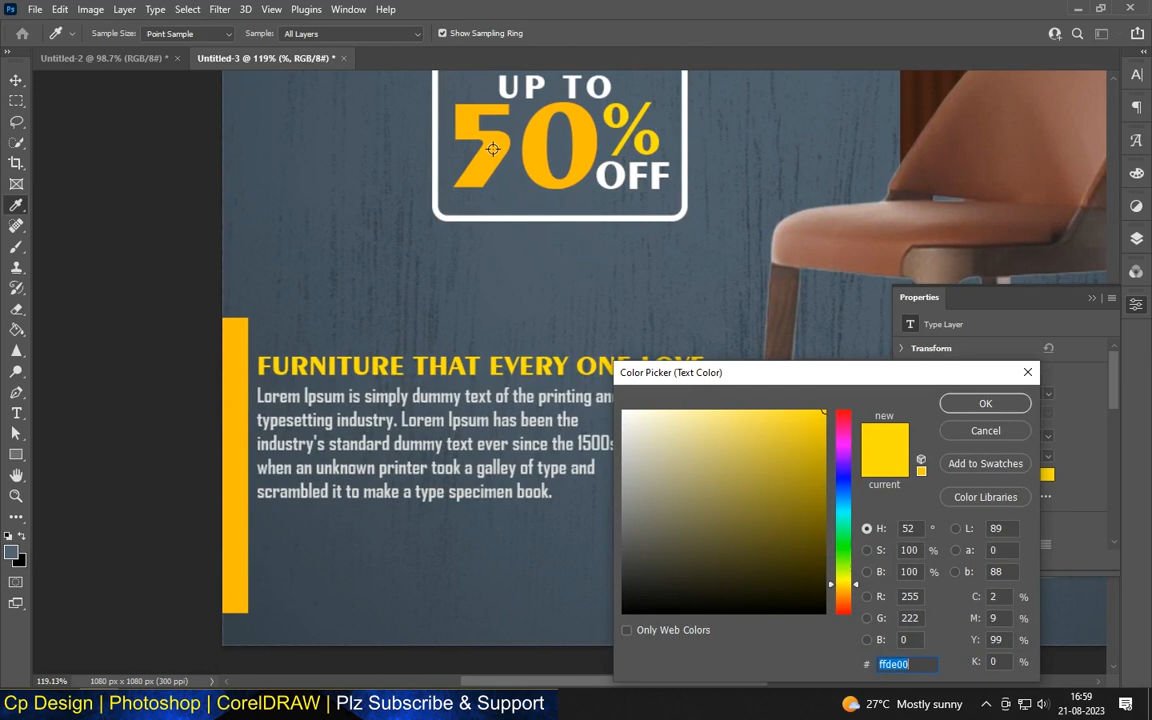 Ps File Edit Image Layer Type Select Filter 3D View Plugins Window Help
Sample Size: Point Sample Sample: All Layers Show Sampling Ring
Untitled-2 @ 98.7% (RGB/8#) * × Untitled-3 @ 119% (%, RGB/8#) * ×
UP TO
50%
OFF
Properties
T Type Layer
Transform
FURNITURE THAT EVERY ONE LOVE
Lorem Ipsum is simply dummy text of the printing and
typesetting industry. Lorem Ipsum has been the
industry's standard dummy text ever since the 1500s
when an unknown printer took a galley of type and
scrambled it to make a type specimen book.
Color Picker (Text Color)
new
current
OK
Cancel
Add to Swatches
Color Libraries
H: 52 ° L: 89
S: 100 % a: 0
B: 100 % b: 88
R: 255 C: 2 %
G: 222 M: 9 %
B: 0 Y: 99 %
# ffde00 K: 0 %
Only Web Colors
119.13% 1080 px x 1080 px (300 ppi)
Cp Design | Photoshop | CorelDRAW | Plz Subscribe & Support
27°C Mostly sunny
16:59
21-08-2023